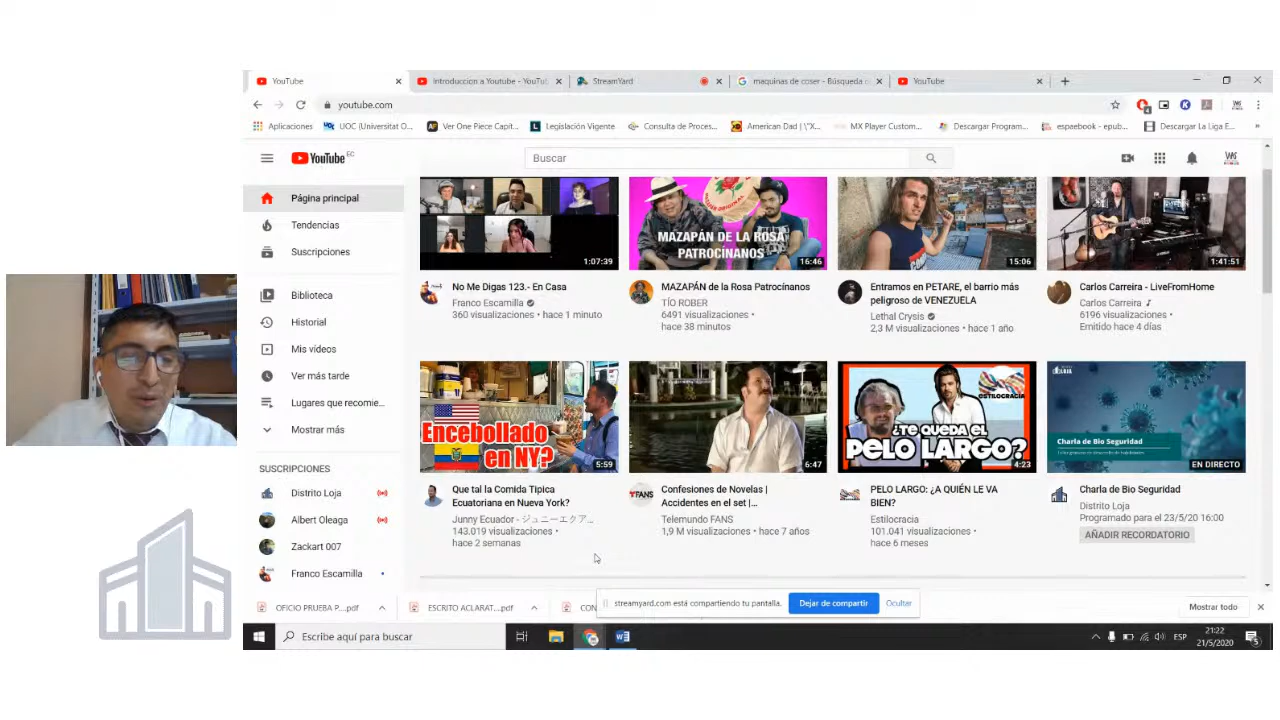 YouTube
Introduccion a Youtube - YouTu
StreamYard
maquinas de coser - Búsqueda
YouTube
youtube.com
Aplicaciones
UOC (Universitat O...
Ver One Piece Capít...
Legislación Vigente
Consulta de Proces...
American Dad | \"X...
MX Player Custom...
Descargar Program...
espaebook - epub...
Descargar La Liga E...
YouTube EC
Buscar
Página principal
Tendencias
Suscripciones
Biblioteca
Historial
Mis vídeos
Ver más tarde
Lugares que recomie...
Mostrar más
SUSCRIPCIONES
Distrito Loja
Albert Oleaga
Zackart 007
Franco Escamilla
1:07:39
No Me Digas 123.- En Casa
Franco Escamilla
360 visualizaciones • hace 1 minuto
MAZAPÁN DE LA ROSA
PATROCÍNANOS
16:46
MAZAPÁN de la Rosa Patrocínanos
TÍO ROBER
6491 visualizaciones •
hace 38 minutos
15:06
Entramos en PETARE, el barrio más
peligroso de VENEZUELA
Lethal Crysis
2,3 M visualizaciones • hace 1 año
1:41:51
Carlos Carreira - LiveFromHome
Carlos Carreira
6196 visualizaciones •
Emitido hace 4 días
Encebollado
en NY?
5:59
Que tal la Comida Tipica
Ecuatoriana en Nueva York?
Junny Ecuador - ジュニーエクア...
143.019 visualizaciones •
hace 2 semanas
6:47
FANS
Confesiones de Novelas |
Accidentes en el set |...
Telemundo FANS
1,9 M visualizaciones • hace 7 años
ESTILOCRACIA
¿TE QUEDA EL
PELO LARGO?
4:23
PELO LARGO: ¿A QUIÉN LE VA
BIEN?
Estilocracia
101.041 visualizaciones •
hace 6 meses
Charla de Bio Seguridad
EN DIRECTO
Charla de Bio Seguridad
Distrito Loja
Programado para el 23/5/20 16:00
AÑADIR RECORDATORIO
OFICIO PRUEBA P....pdf
ESCRITO ACLARAT....pdf
CON
streamyard.com está compartiendo tu pantalla.
Dejar de compartir
Ocultar
Mostrar todo
Escribe aquí para buscar
ESP
21:22
21/5/2020